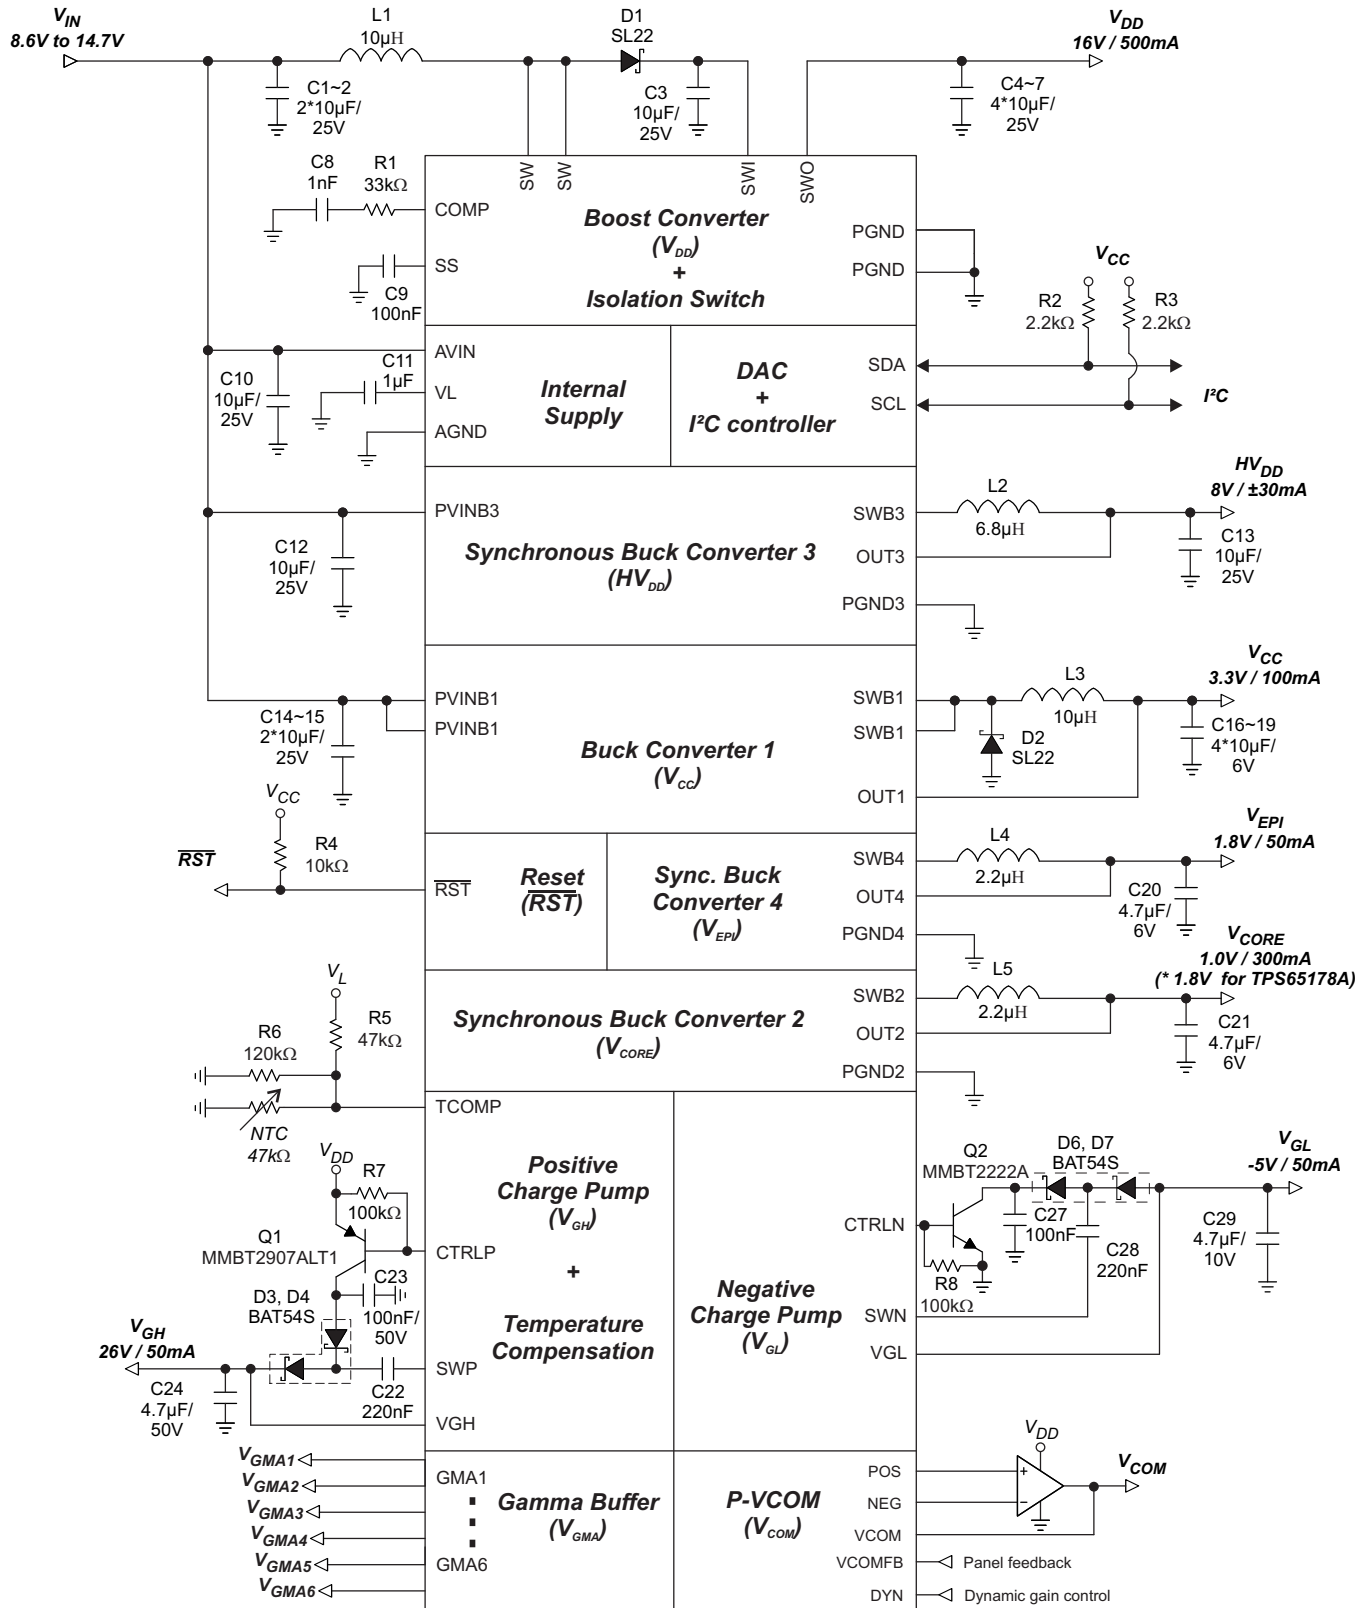 V_IN
8.6V to 14.7V
L1
10µH
D1
SL22
V_DD
16V / 500mA
C1~2
2*10µF/
25V
C3
10µF/
25V
C4~7
4*10µF/
25V
SW
SW
SWI
SWO
C8
1nF
R1
33kΩ
COMP
SS
C9
100nF
Boost Converter
(V_DD)
+
Isolation Switch
PGND
PGND
V_CC
R2
2.2kΩ
R3
2.2kΩ
AVIN
VL
AGND
C10
10µF/
25V
C11
1µF
Internal
Supply
DAC
+
I²C controller
SDA
SCL
I²C
PVINB3
C12
10µF/
25V
Synchronous Buck Converter 3
(HV_DD)
SWB3
OUT3
PGND3
L2
6.8µH
HV_DD
8V / ±30mA
C13
10µF/
25V
PVINB1
PVINB1
C14~15
2*10µF/
25V
Buck Converter 1
(V_CC)
SWB1
SWB1
OUT1
L3
10µH
D2
SL22
V_CC
3.3V / 100mA
C16~19
4*10µF/
6V
V_CC
R4
10kΩ
RST
RST
Reset
(RST)
Sync. Buck
Converter 4
(V_EPI)
SWB4
OUT4
PGND4
L4
2.2µH
V_EPI
1.8V / 50mA
C20
4.7µF/
6V
V_L
R5
47kΩ
R6
120kΩ
NTC
47kΩ
Synchronous Buck Converter 2
(V_CORE)
SWB2
OUT2
PGND2
L5
2.2µH
V_CORE
1.0V / 300mA
(* 1.8V for TPS65178A)
C21
4.7µF/
6V
TCOMP
V_DD
R7
100kΩ
Q1
MMBT2907ALT1
CTRLP
C23
100nF/
50V
D3, D4
BAT54S
V_GH
26V / 50mA
C24
4.7µF/
50V
C22
220nF
SWP
VGH
Positive
Charge Pump
(V_GH)
+
Temperature
Compensation
Negative
Charge Pump
(V_GL)
CTRLN
SWN
VGL
Q2
MMBT2222A
D6, D7
BAT54S
V_GL
-5V / 50mA
C27
100nF
C28
220nF
R8
100kΩ
C29
4.7µF/
10V
V_GMA1
V_GMA2
V_GMA3
V_GMA4
V_GMA5
V_GMA6
GMA1
GMA6
Gamma Buffer
(V_GMA)
P-VCOM
(V_COM)
POS
NEG
VCOM
VCOMFB
DYN
V_DD
+
−
V_COM
Panel feedback
Dynamic gain control